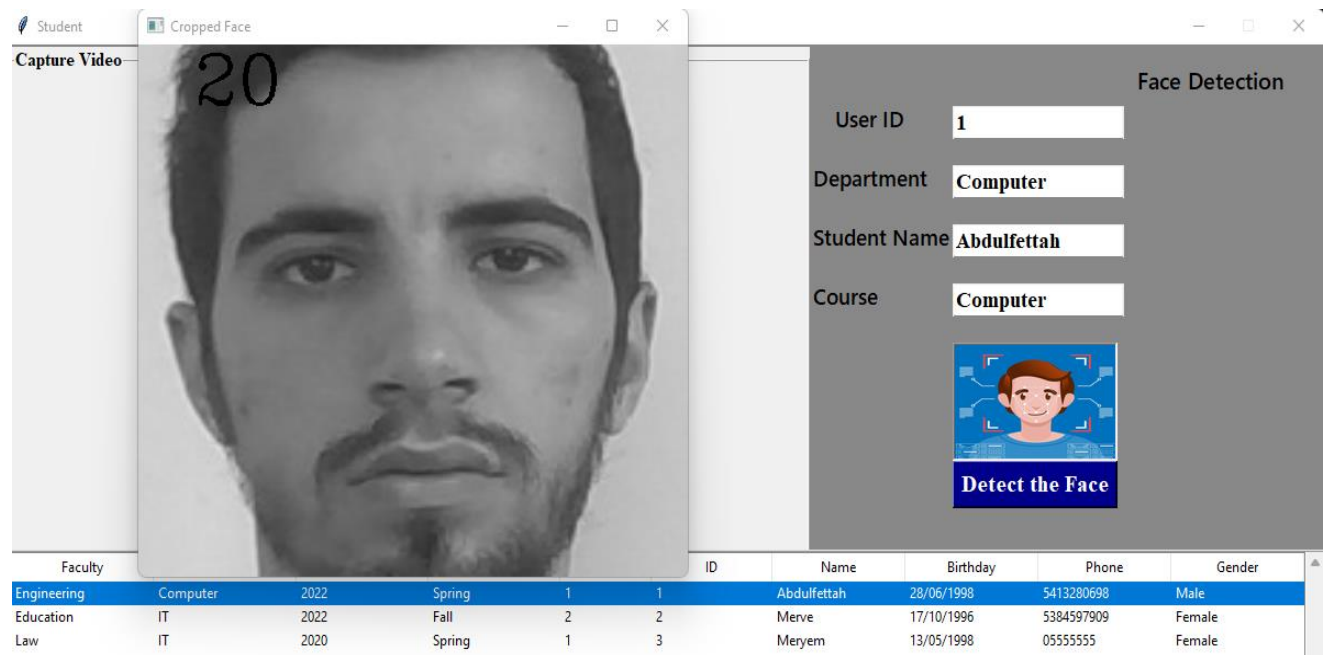 Student
Cropped Face
Capture Video
20
Face Detection
User ID 1
Department Computer
Student Name Abdulfettah
Course Computer
Detect the Face
Faculty ID Name Birthday Phone Gender
Engineering Computer 2022 Spring 1 1 Abdulfettah 28/06/1998 5413280698 Male
Education IT 2022 Fall 2 2 Merve 17/10/1996 5384597909 Female
Law IT 2020 Spring 1 3 Meryem 13/05/1998 05555555 Female